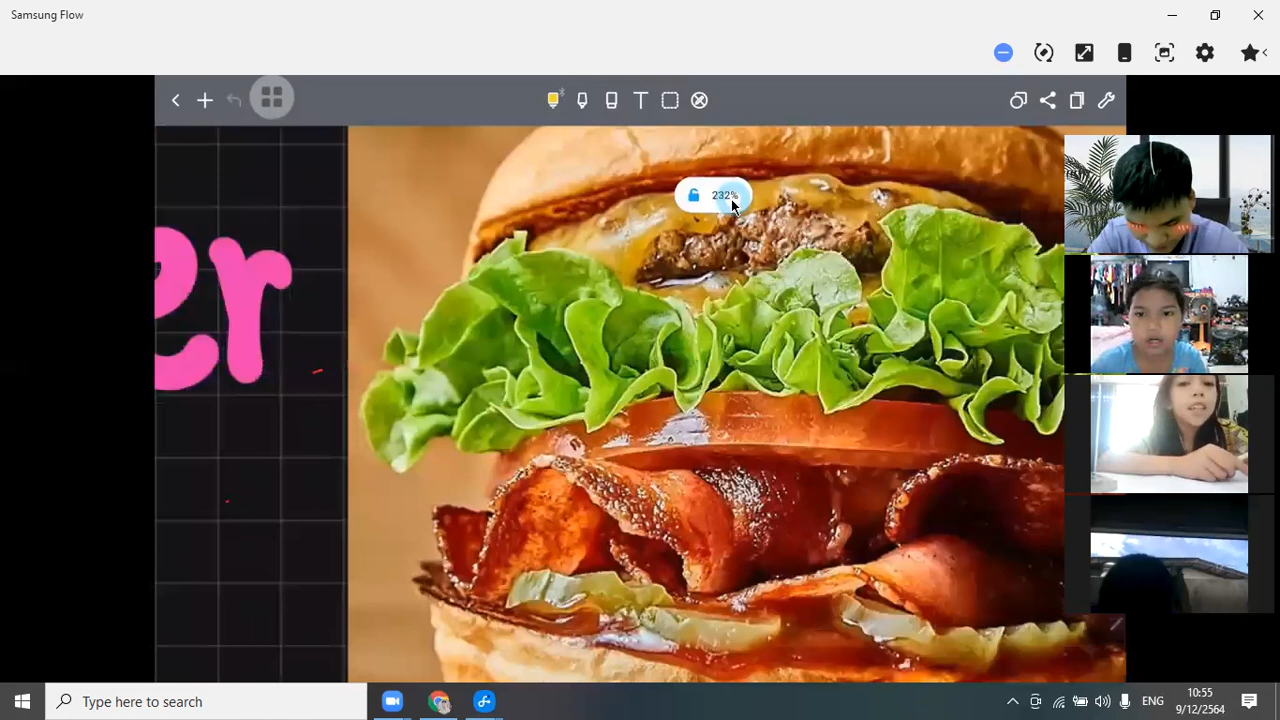 Samsung Flow
232%
er
Type here to search
ENG
10:55
9/12/2564